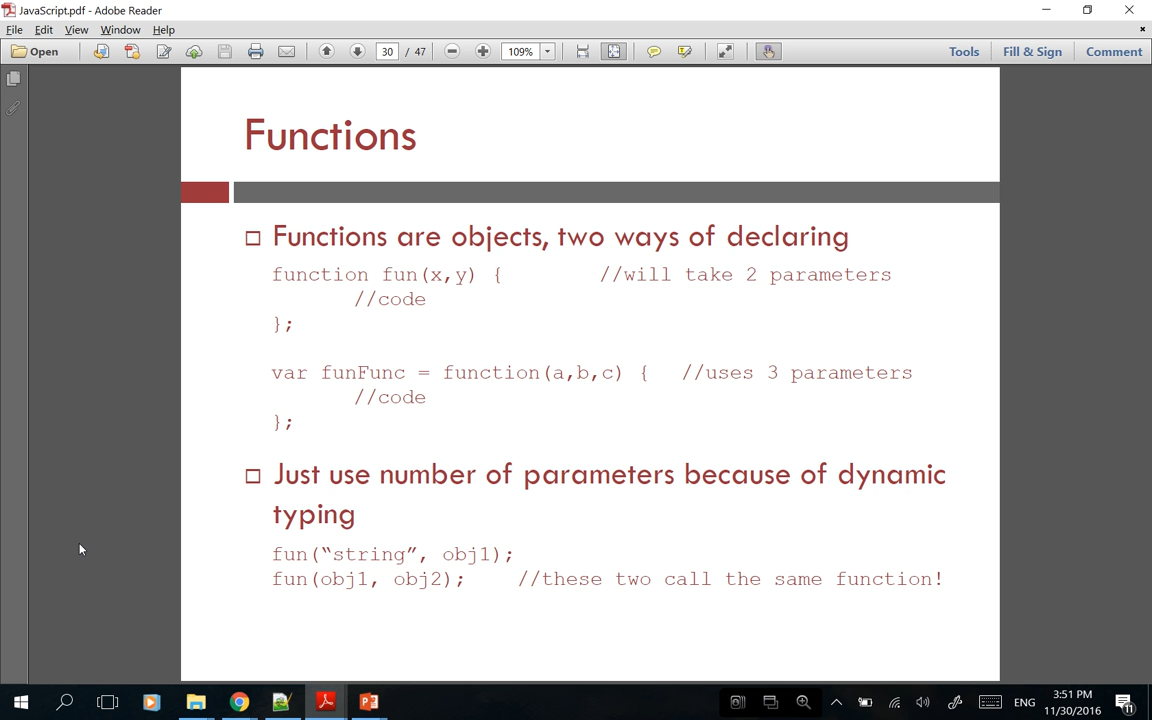 JavaScript.pdf - Adobe Reader
File Edit View Window Help
Open 30 / 47 109% Tools Fill & Sign Comment
Functions
Functions are objects, two ways of declaring
function fun(x,y) { //will take 2 parameters
//code
};
var funFunc = function(a,b,c) { //uses 3 parameters
//code
};
Just use number of parameters because of dynamic
typing
fun(“string”, obj1);
fun(obj1, obj2); //these two call the same function!
ENG
3:51 PM
11/30/2016
11